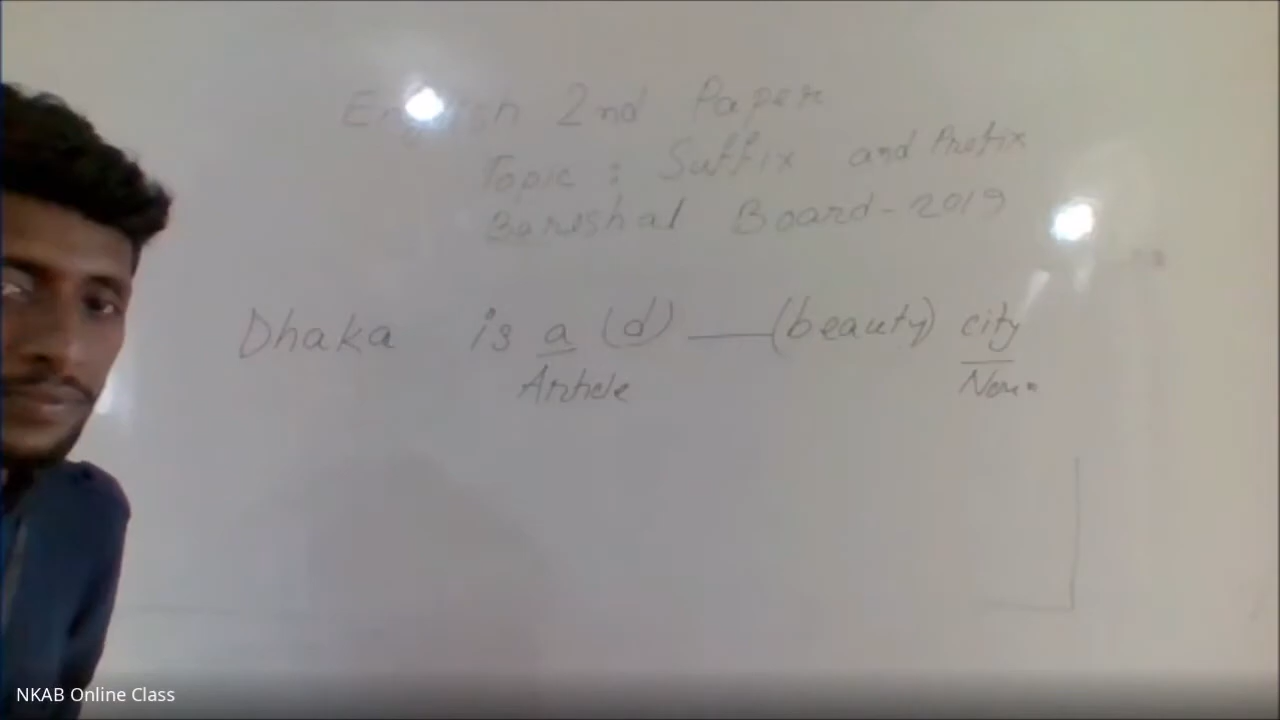 English 2nd Paper
Topic : Suffix and Prefix
Barishal Board-2019
Dhaka is a (d) ___ (beauty) city
Article Noun
NKAB Online Class